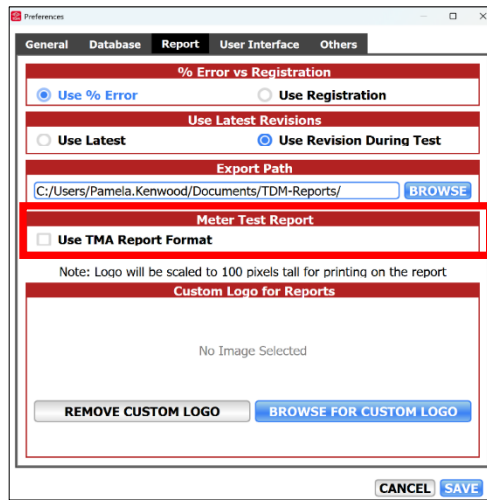 Preferences
General Database Report User Interface Others
% Error vs Registration
Use % Error Use Registration
Use Latest Revisions
Use Latest Use Revision During Test
Export Path
C:/Users/Pamela.Kenwood/Documents/TDM-Reports/ BROWSE
Meter Test Report
Use TMA Report Format
Note: Logo will be scaled to 100 pixels tall for printing on the report
Custom Logo for Reports
No Image Selected
REMOVE CUSTOM LOGO BROWSE FOR CUSTOM LOGO
CANCEL SAVE